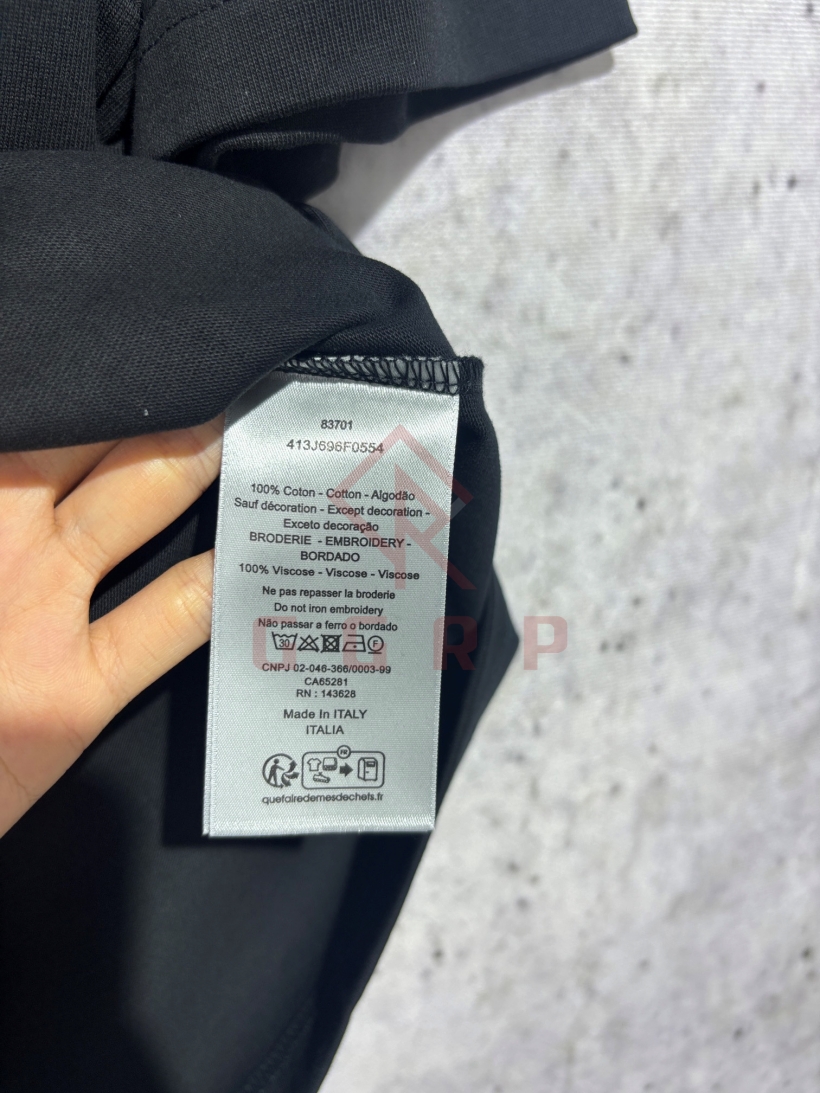 83701
413J696F0554
100% Coton - Cotton - Algodão
Sauf décoration - Except decoration -
Exceto decoração
BRODERIE - EMBROIDERY -
BORDADO
100% Viscose - Viscose - Viscose
Ne pas repasser la broderie
Do not iron embroidery
Não passar a ferro o bordado
30 F
CNPJ 02-046-366/0003-99
CA65281
RN : 143628
Made In ITALY
ITALIA
FR
quefairedemesdechets.fr